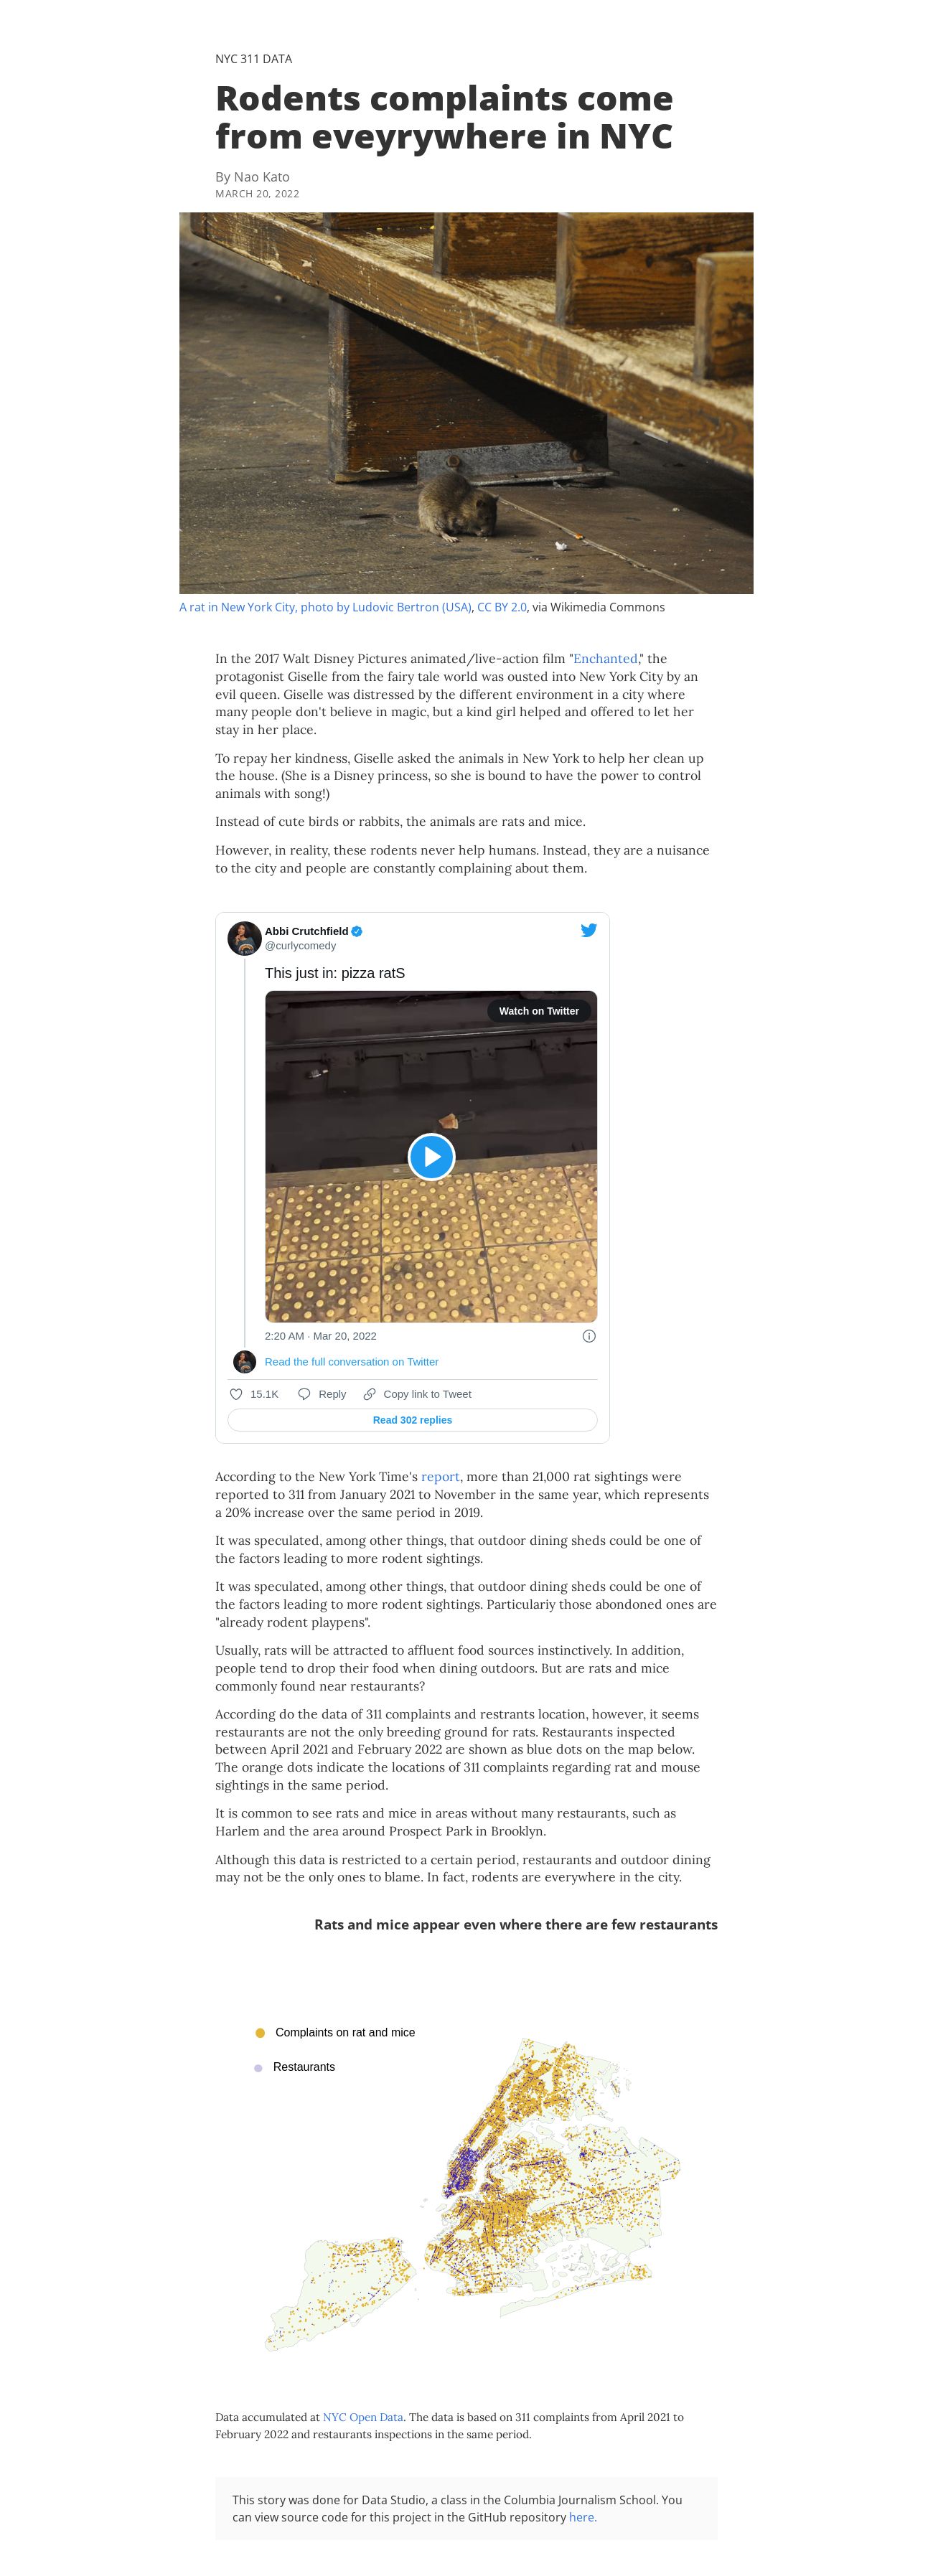 NYC 311 DATA
Rodents complaints come
from eveyrywhere in NYC
By Nao Kato
MARCH 20, 2022
A rat in New York City, photo by Ludovic Bertron (USA), CC BY 2.0, via Wikimedia Commons
In the 2017 Walt Disney Pictures animated/live-action film "Enchanted," the
protagonist Giselle from the fairy tale world was ousted into New York City by an
evil queen. Giselle was distressed by the different environment in a city where
many people don't believe in magic, but a kind girl helped and offered to let her
stay in her place.
To repay her kindness, Giselle asked the animals in New York to help her clean up
the house. (She is a Disney princess, so she is bound to have the power to control
animals with song!)
Instead of cute birds or rabbits, the animals are rats and mice.
However, in reality, these rodents never help humans. Instead, they are a nuisance
to the city and people are constantly complaining about them.
Abbi Crutchfield
@curlycomedy
This just in: pizza ratS
Watch on Twitter
2:20 AM · Mar 20, 2022
Read the full conversation on Twitter
15.1K Reply Copy link to Tweet
Read 302 replies
According to the New York Time's report, more than 21,000 rat sightings were
reported to 311 from January 2021 to November in the same year, which represents
a 20% increase over the same period in 2019.
It was speculated, among other things, that outdoor dining sheds could be one of
the factors leading to more rodent sightings.
It was speculated, among other things, that outdoor dining sheds could be one of
the factors leading to more rodent sightings. Particulariy those abondoned ones are
"already rodent playpens".
Usually, rats will be attracted to affluent food sources instinctively. In addition,
people tend to drop their food when dining outdoors. But are rats and mice
commonly found near restaurants?
According do the data of 311 complaints and restrants location, however, it seems
restaurants are not the only breeding ground for rats. Restaurants inspected
between April 2021 and February 2022 are shown as blue dots on the map below.
The orange dots indicate the locations of 311 complaints regarding rat and mouse
sightings in the same period.
It is common to see rats and mice in areas without many restaurants, such as
Harlem and the area around Prospect Park in Brooklyn.
Although this data is restricted to a certain period, restaurants and outdoor dining
may not be the only ones to blame. In fact, rodents are everywhere in the city.
Rats and mice appear even where there are few restaurants
Complaints on rat and mice
Restaurants
Data accumulated at NYC Open Data. The data is based on 311 complaints from April 2021 to
February 2022 and restaurants inspections in the same period.
This story was done for Data Studio, a class in the Columbia Journalism School. You
can view source code for this project in the GitHub repository here.